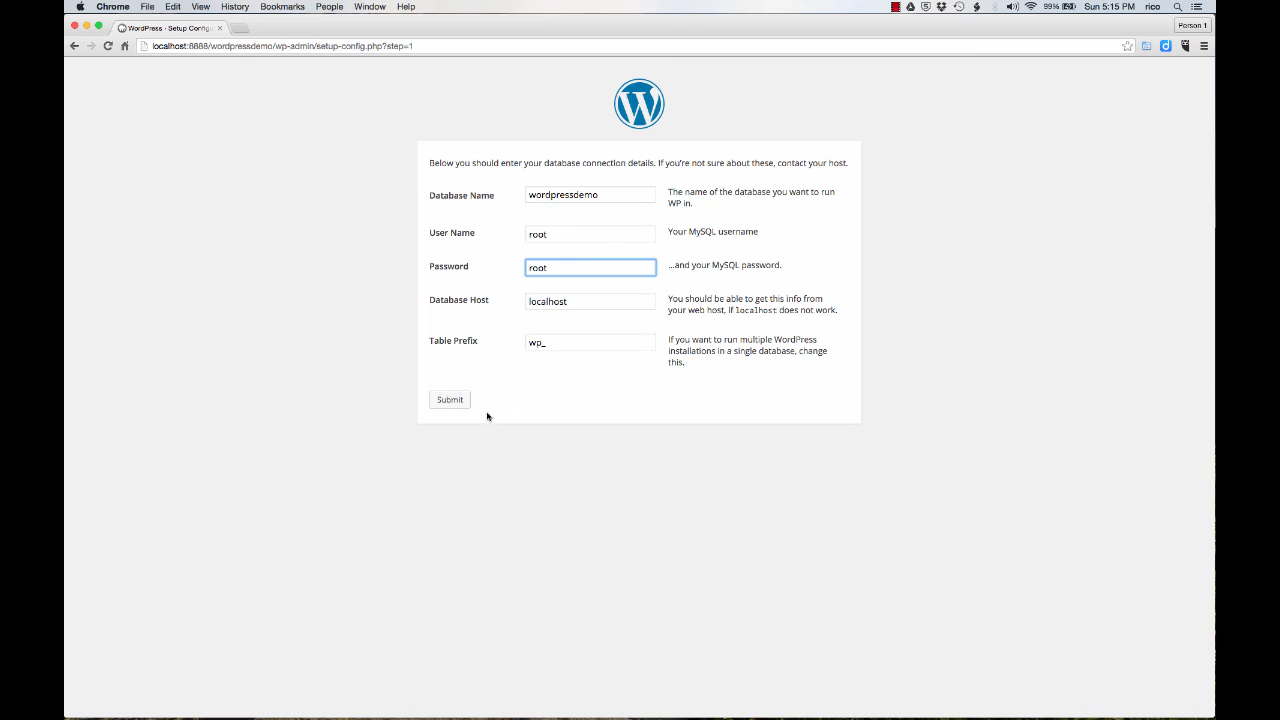 Chrome File Edit View History Bookmarks People Window Help 99% Sun 5:15 PM rico
WordPress › Setup Configu Person 1
localhost:8888/wordpressdemo/wp-admin/setup-config.php?step=1
W
Below you should enter your database connection details. If you're not sure about these, contact your host.
Database Name wordpressdemo The name of the database you want to run
WP in.
User Name root Your MySQL username
Password root ...and your MySQL password.
Database Host localhost You should be able to get this info from
your web host, if localhost does not work.
Table Prefix wp_ If you want to run multiple WordPress
installations in a single database, change
this.
Submit